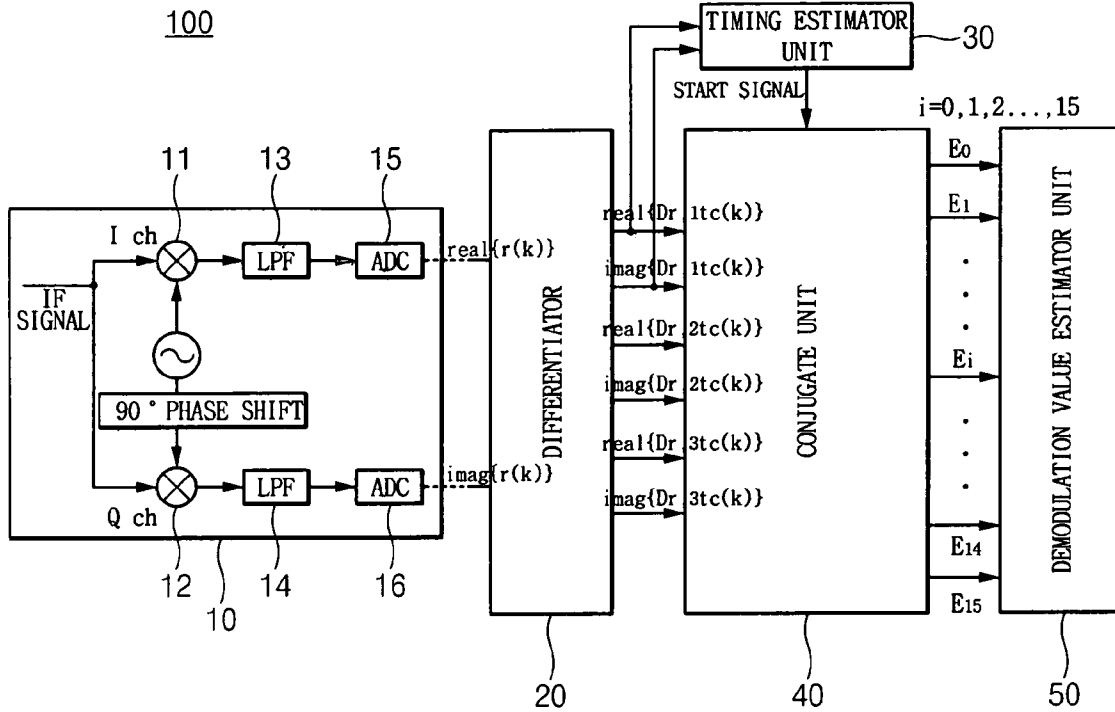 100
TIMING ESTIMATOR
UNIT
30
START SIGNAL
i=0,1,2...,15
11
13
15
I ch
LPF
ADC
real{r(k)}
IF
SIGNAL
90° PHASE SHIFT
Q ch
LPF
ADC
imag{r(k)}
12
14
16
10
DIFFERENTIATOR
20
real{Dr,1tc(k)}
imag{Dr,1tc(k)}
real{Dr,2tc(k)}
imag{Dr,2tc(k)}
real{Dr,3tc(k)}
imag{Dr,3tc(k)}
CONJUGATE UNIT
40
E0
E1
Ei
E14
E15
DEMODULATION VALUE ESTIMATOR UNIT
50